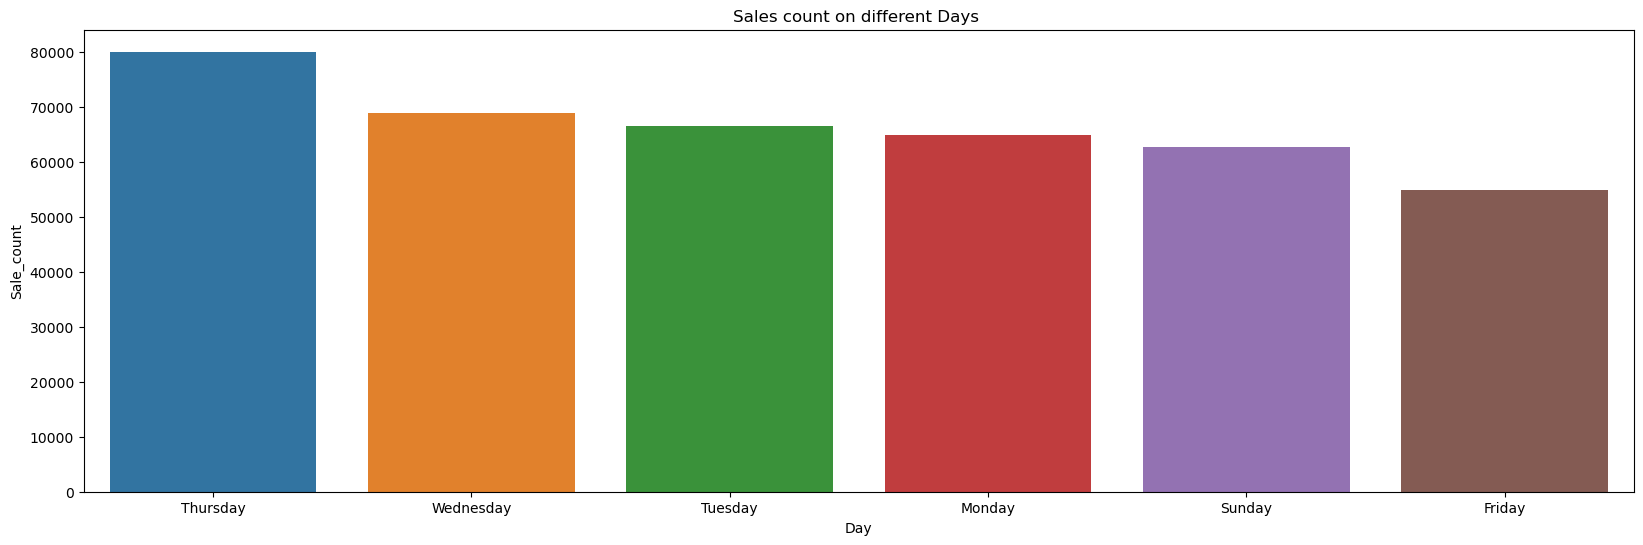 Sales count on different Days
Sale_count
80000
70000
60000
50000
40000
30000
20000
10000
0
Thursday Wednesday Tuesday Monday Sunday Friday
Day